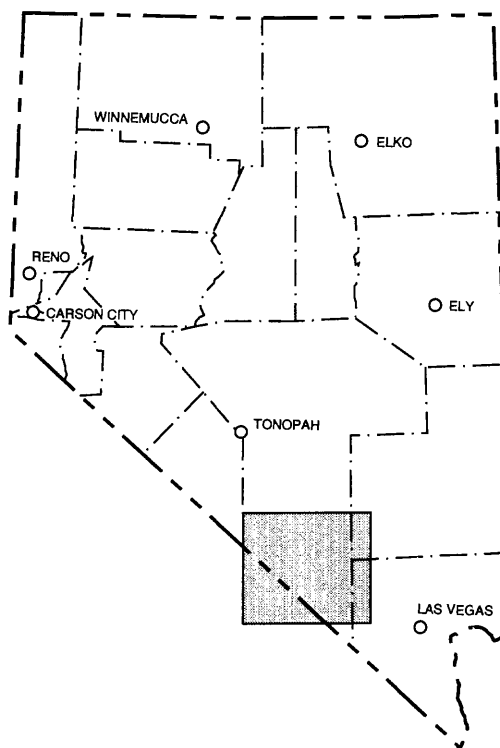 WINNEMUCCA
ELKO
RENO
CARSON CITY
ELY
TONOPAH
LAS VEGAS